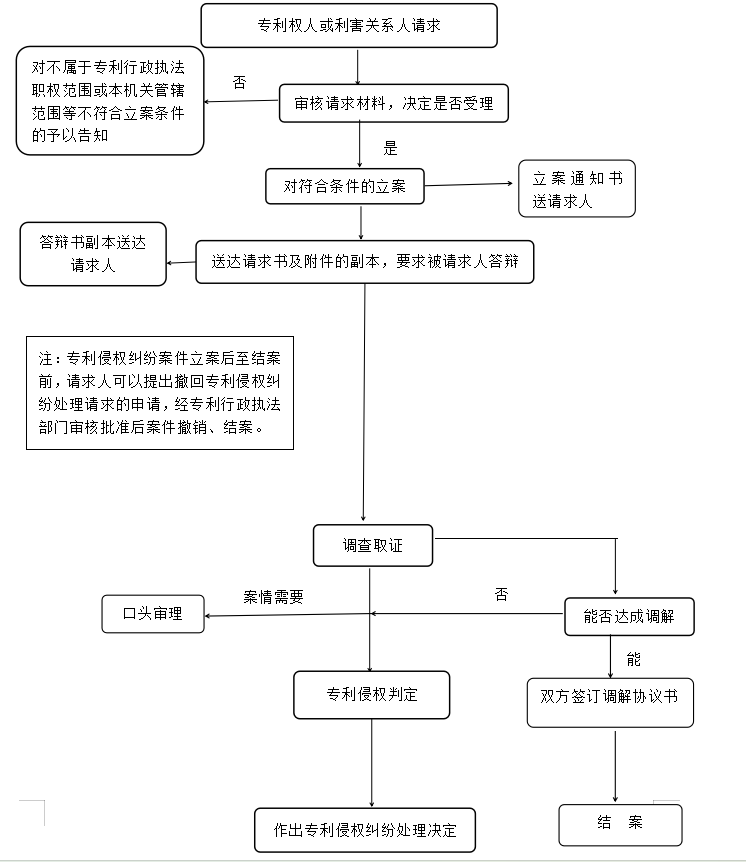 专利权人或利害关系人请求
对不属于专利行政执法
职权范围或本机关管辖
范围等不符合立案条件
的予以告知
否
审核请求材料，决定是否受理
是
对符合条件的立案
立案通知书
送请求人
答辩书副本送达
请求人
送达请求书及附件的副本，要求被请求人答辩
注：专利侵权纠纷案件立案后至结案
前，请求人可以提出撤回专利侵权纠
纷处理请求的申请，经专利行政执法
部门审核批准后案件撤销、结案。
调查取证
口头审理
案情需要
否
能否达成调解
能
专利侵权判定
双方签订调解协议书
作出专利侵权纠纷处理决定
结 案